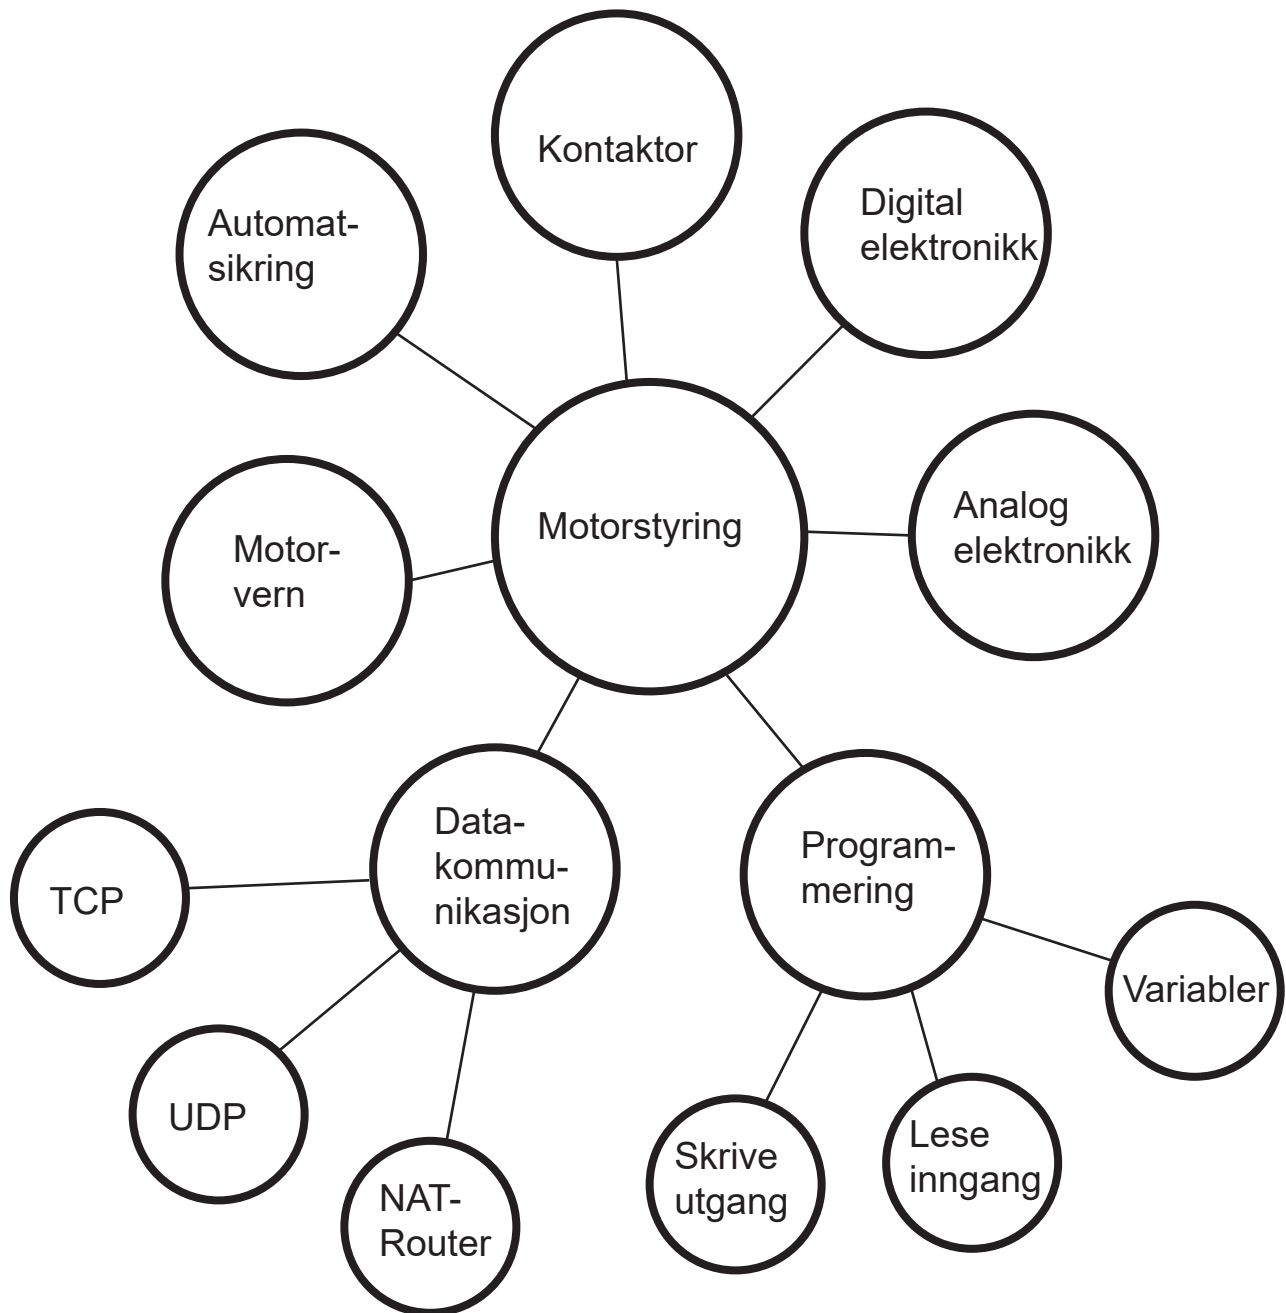 Kontaktor
Automat-
sikring
Digital
elektronikk
Motorstyring
Analog
elektronikk
Motor-
vern
Data-
kommu-
nikasjon
Program-
mering
TCP
UDP
NAT-
Router
Skrive
utgang
Lese
inngang
Variabler